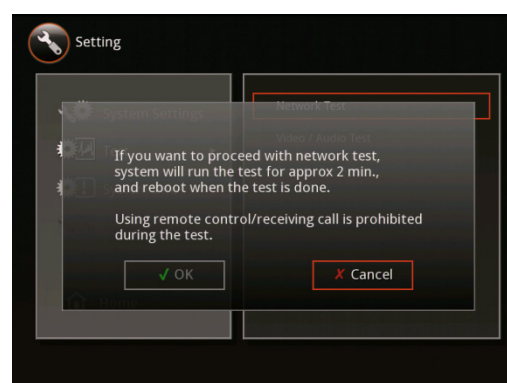 Setting
System Settings
Network Test
Video / Audio Test
If you want to proceed with network test,
system will run the test for approx 2 min.,
and reboot when the test is done.
Using remote control/receiving call is prohibited
during the test.
✓ OK
✗ Cancel
Home